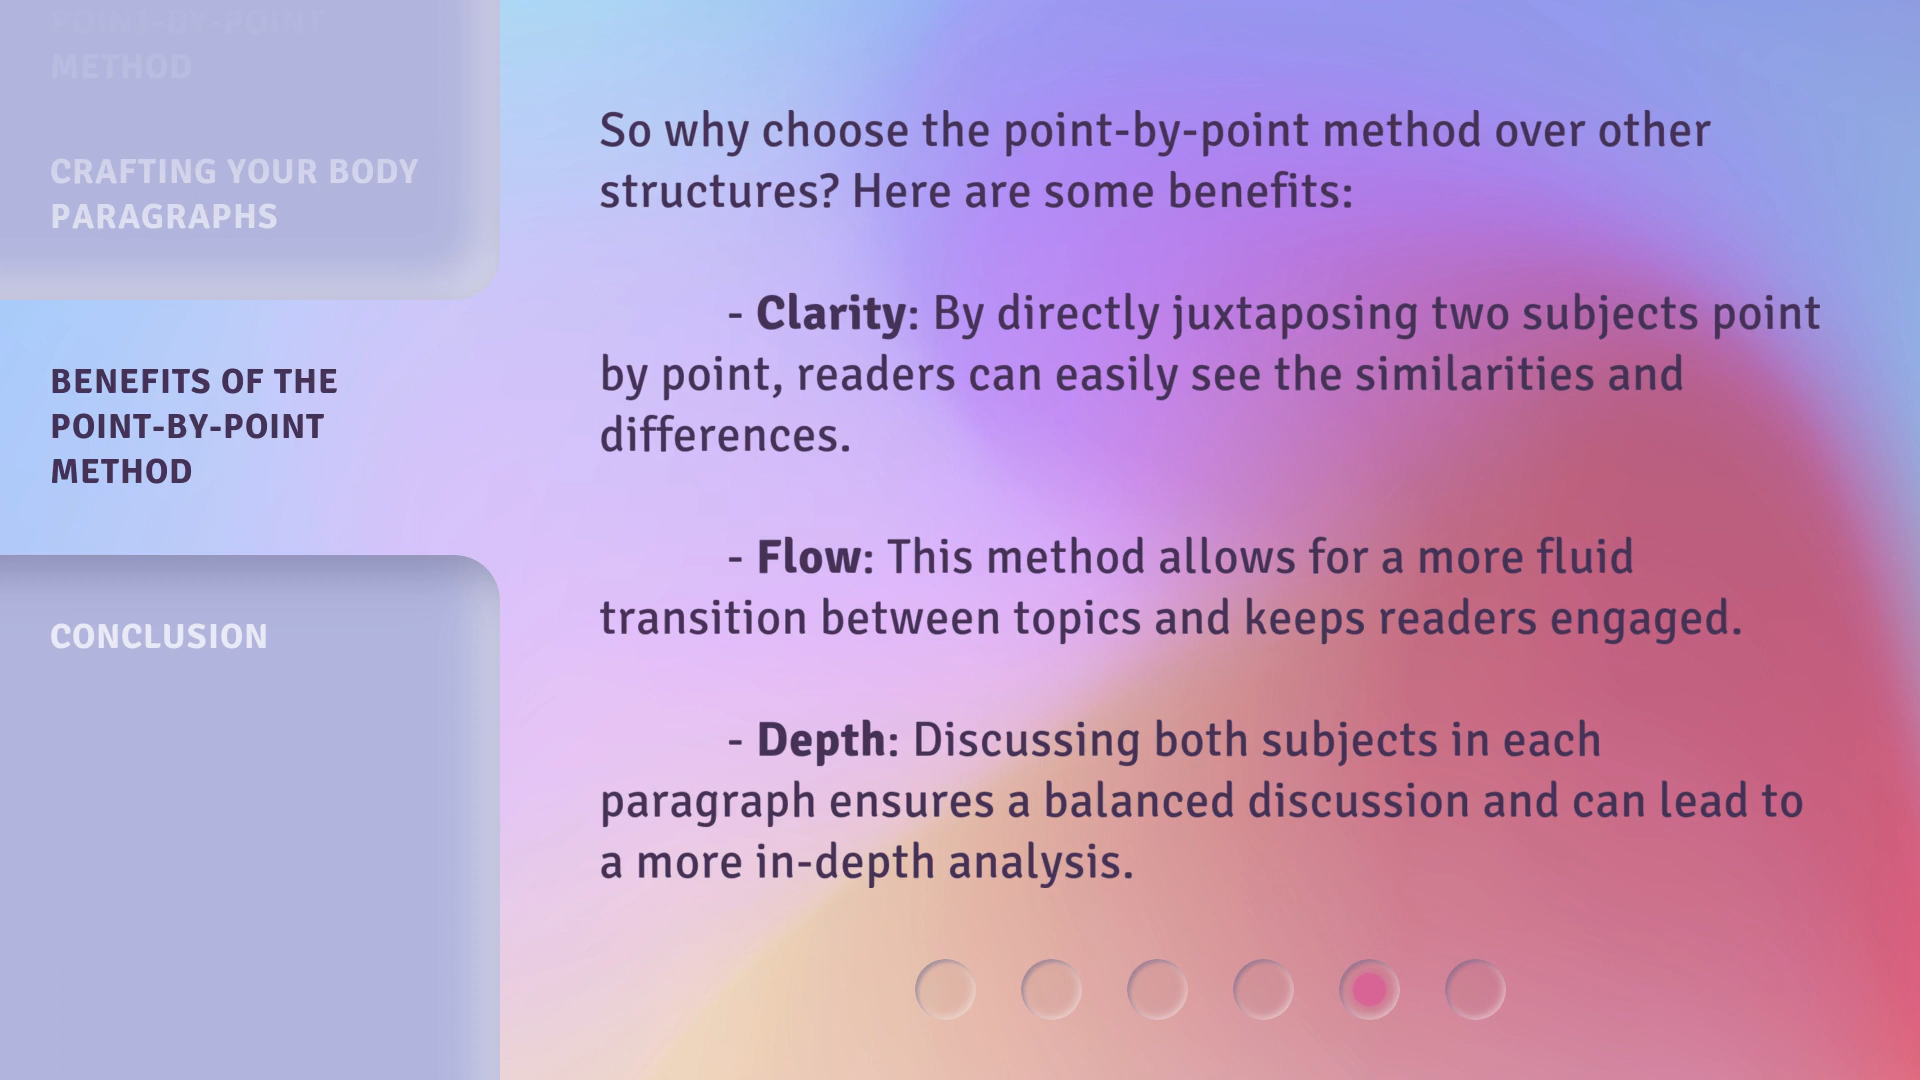 POINT-BY-POINT
METHOD
CRAFTING YOUR BODY
PARAGRAPHS
BENEFITS OF THE
POINT-BY-POINT
METHOD
CONCLUSION
So why choose the point-by-point method over other
structures? Here are some benefits:
- Clarity: By directly juxtaposing two subjects point
by point, readers can easily see the similarities and
differences.
- Flow: This method allows for a more fluid
transition between topics and keeps readers engaged.
- Depth: Discussing both subjects in each
paragraph ensures a balanced discussion and can lead to
a more in-depth analysis.